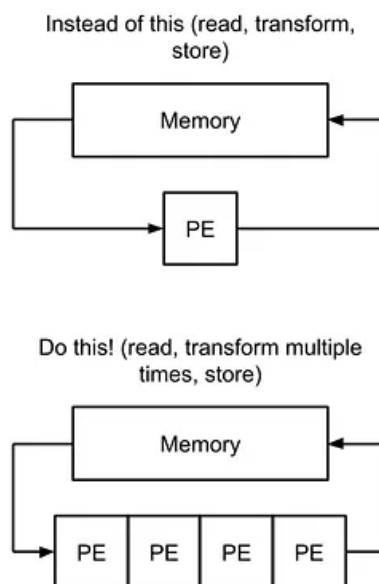 Instead of this (read, transform,
store)
Memory
PE
Do this! (read, transform multiple
times, store)
Memory
PE PE PE PE